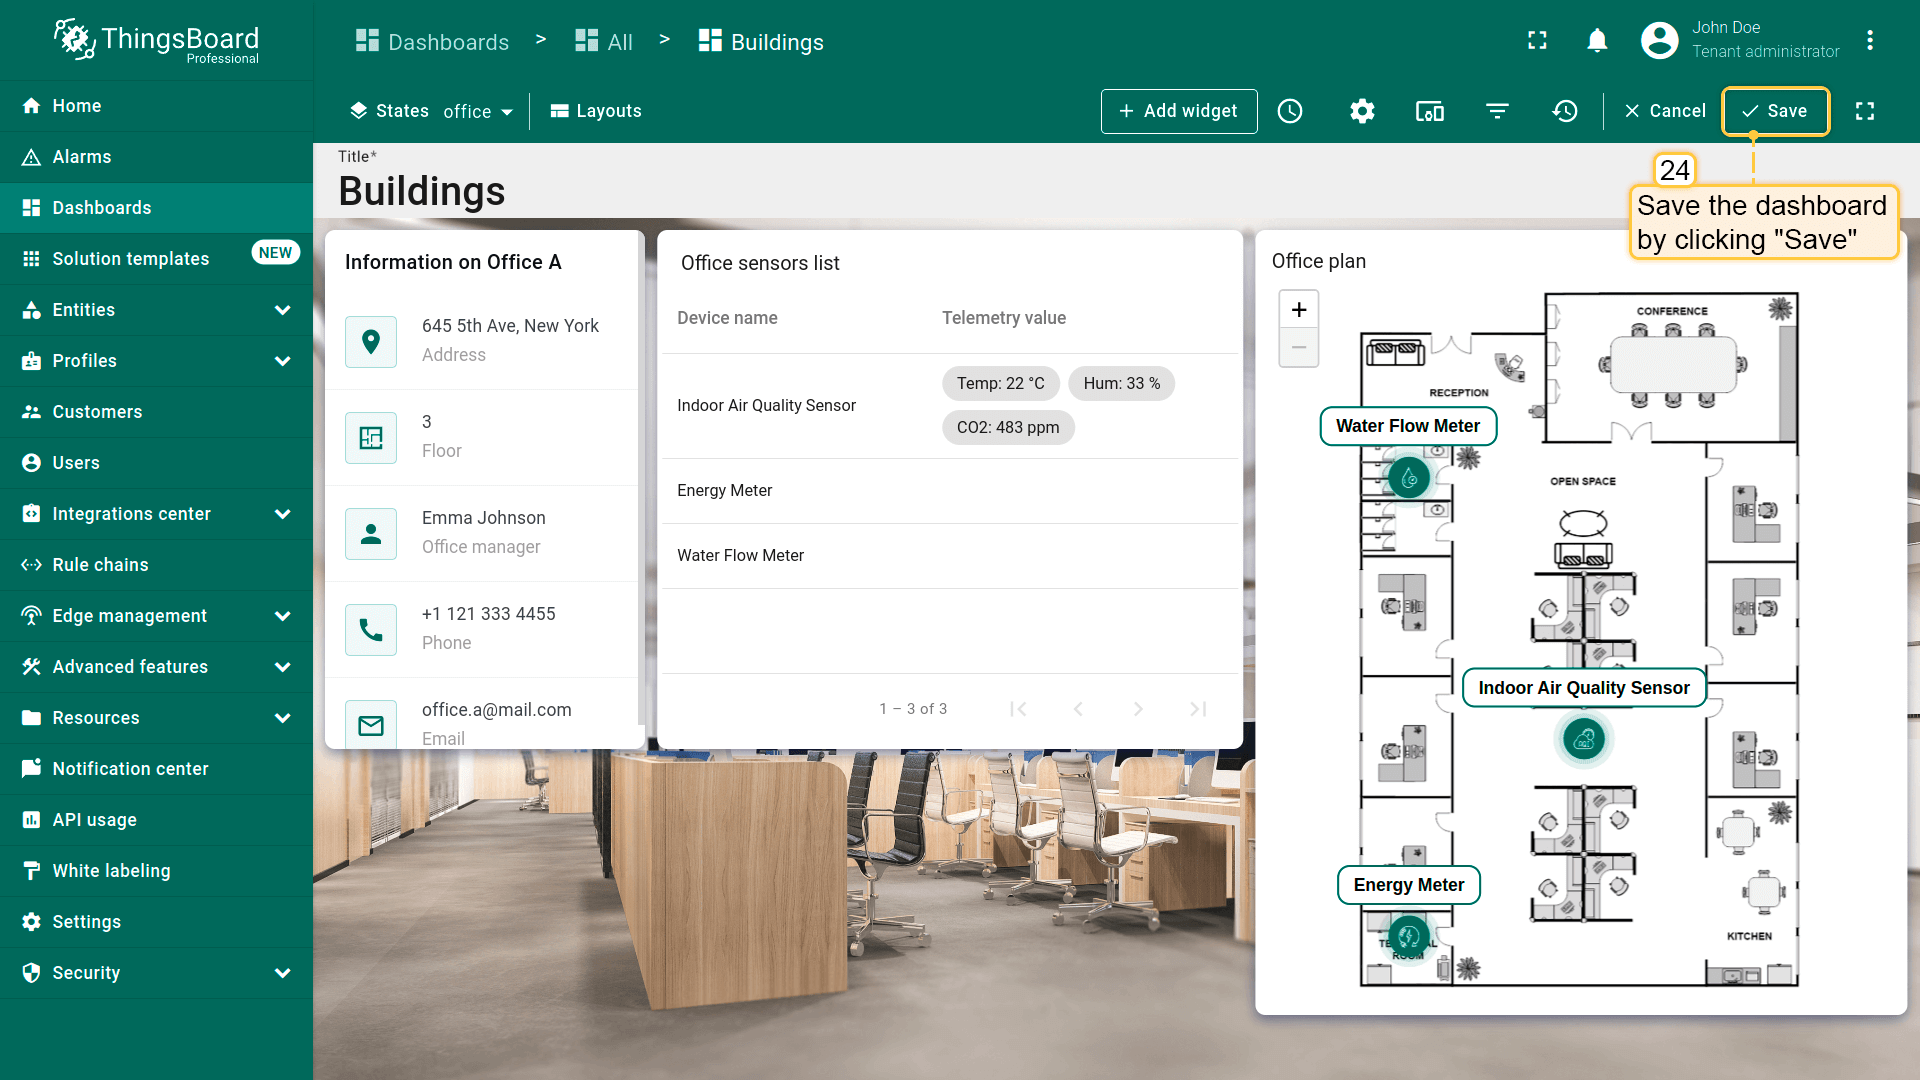 ThingsBoard
Professional
Dashboards > All > Buildings
John Doe
Tenant administrator
States office Layouts
+ Add widget
Cancel
Save
24
Save the dashboard
by clicking "Save"
Home
Alarms
Dashboards
Solution templates NEW
Entities
Profiles
Customers
Users
Integrations center
Rule chains
Edge management
Advanced features
Resources
Notification center
API usage
White labeling
Settings
Security
Title*
Buildings
Information on Office A
645 5th Ave, New York
Address
3
Floor
Emma Johnson
Office manager
+1 121 333 4455
Phone
office.a@mail.com
Email
Office sensors list
Device name Telemetry value
Indoor Air Quality Sensor
Temp: 22 °C Hum: 33 %
CO2: 483 ppm
Energy Meter
Water Flow Meter
1 – 3 of 3
Office plan
+
−
CONFERENCE
RECEPTION
Water Flow Meter
OPEN SPACE
Indoor Air Quality Sensor
Energy Meter
KITCHEN
ROOM